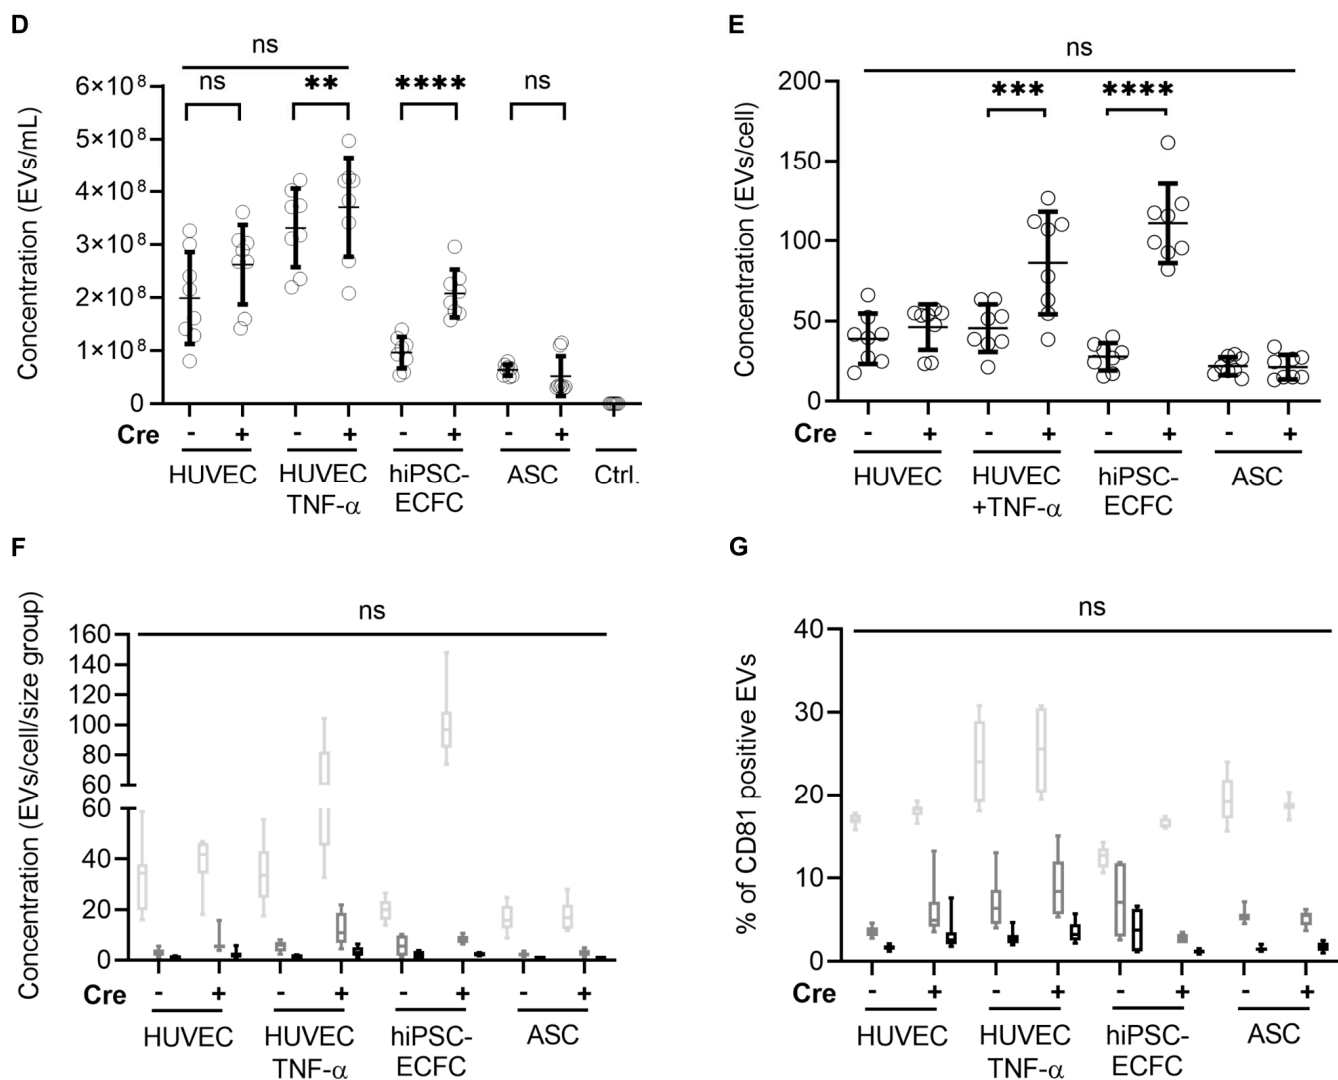 D
ns
ns
**
****
ns
Concentration (EVs/mL)
6×10⁸
5×10⁸
4×10⁸
3×10⁸
2×10⁸
1×10⁸
0
Cre - + - + - + - +
HUVEC HUVEC hiPSC- ASC Ctrl.
TNF-α ECFC
E
ns
***
****
Concentration (EVs/cell)
200
150
100
50
0
Cre - + - + - + - +
HUVEC HUVEC hiPSC- ASC
+TNF-α ECFC
F
ns
Concentration (EVs/cell/size group)
160
140
120
100
80
60
60
40
20
0
Cre - + - + - + - +
HUVEC HUVEC hiPSC- ASC
TNF-α ECFC
G
ns
% of CD81 positive EVs
40
30
20
10
0
Cre - + - + - + - +
HUVEC HUVEC hiPSC- ASC
TNF-α ECFC